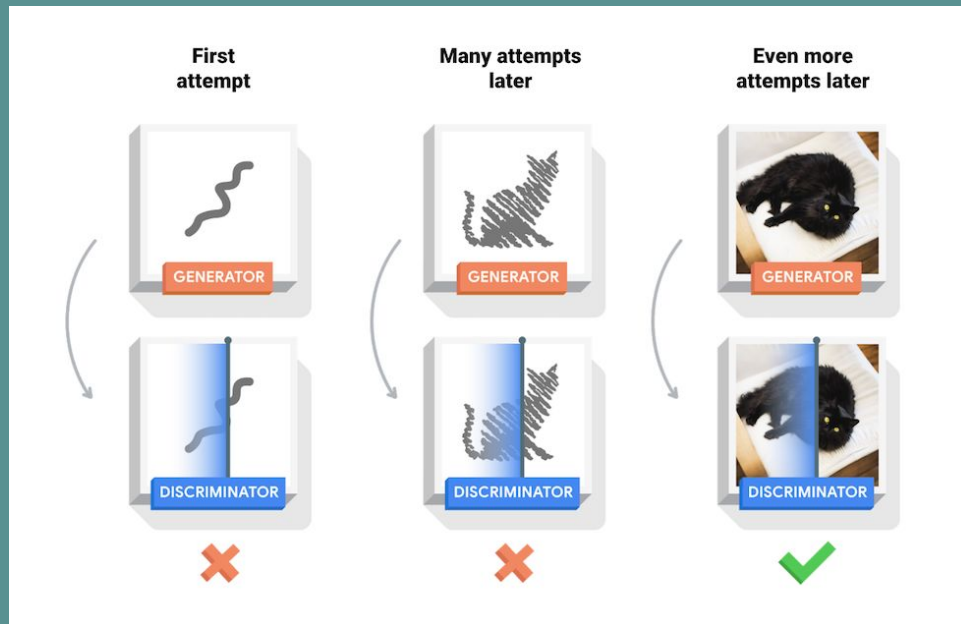 First
attempt
Many attempts
later
Even more
attempts later
GENERATOR
GENERATOR
GENERATOR
DISCRIMINATOR
DISCRIMINATOR
DISCRIMINATOR